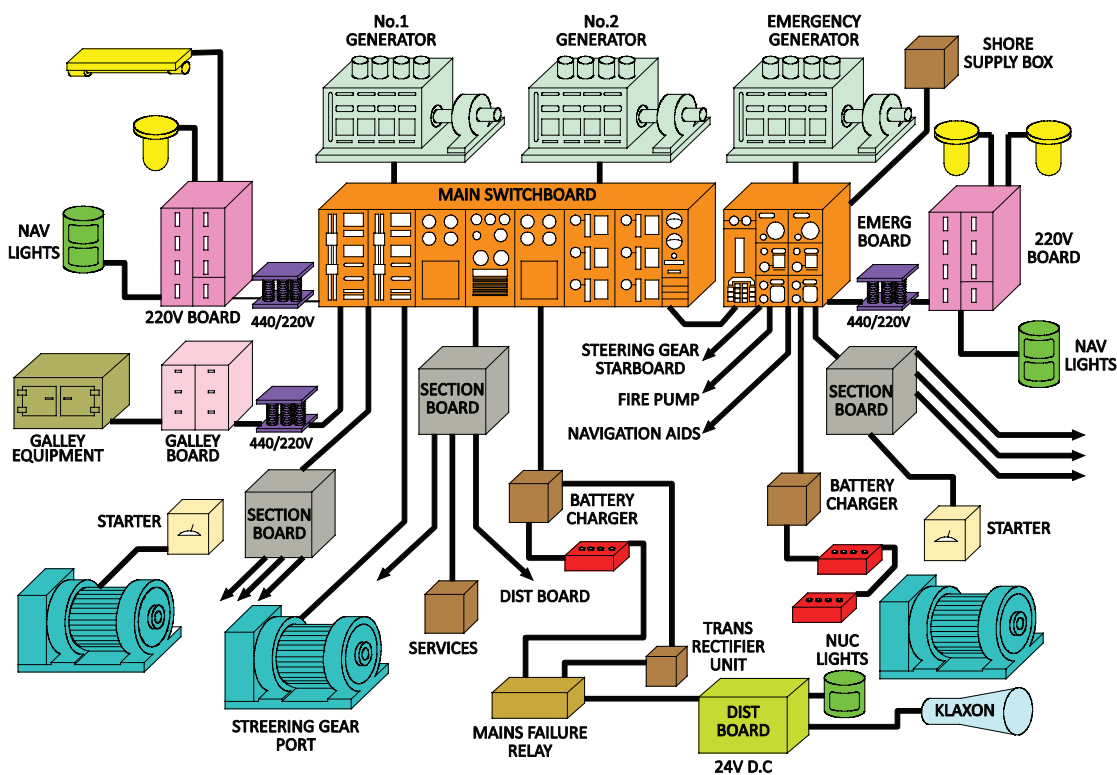 No.1
GENERATOR
No.2
GENERATOR
EMERGENCY
GENERATOR
SHORE
SUPPLY BOX
MAIN SWITCHBOARD
NAV
LIGHTS
EMERG
BOARD
220V
BOARD
220V BOARD
440/220V
440/220V
STEERING GEAR
STARBOARD
NAV
LIGHTS
SECTION
BOARD
SECTION
BOARD
FIRE PUMP
NAVIGATION AIDS
GALLEY
EQUIPMENT
GALLEY
BOARD
440/220V
BATTERY
CHARGER
BATTERY
CHARGER
STARTER
SECTION
BOARD
STARTER
DIST BOARD
SERVICES
TRANS
RECTIFIER
UNIT
NUC
LIGHTS
STREERING GEAR
PORT
MAINS FAILURE
RELAY
DIST
BOARD
KLAXON
24V D.C